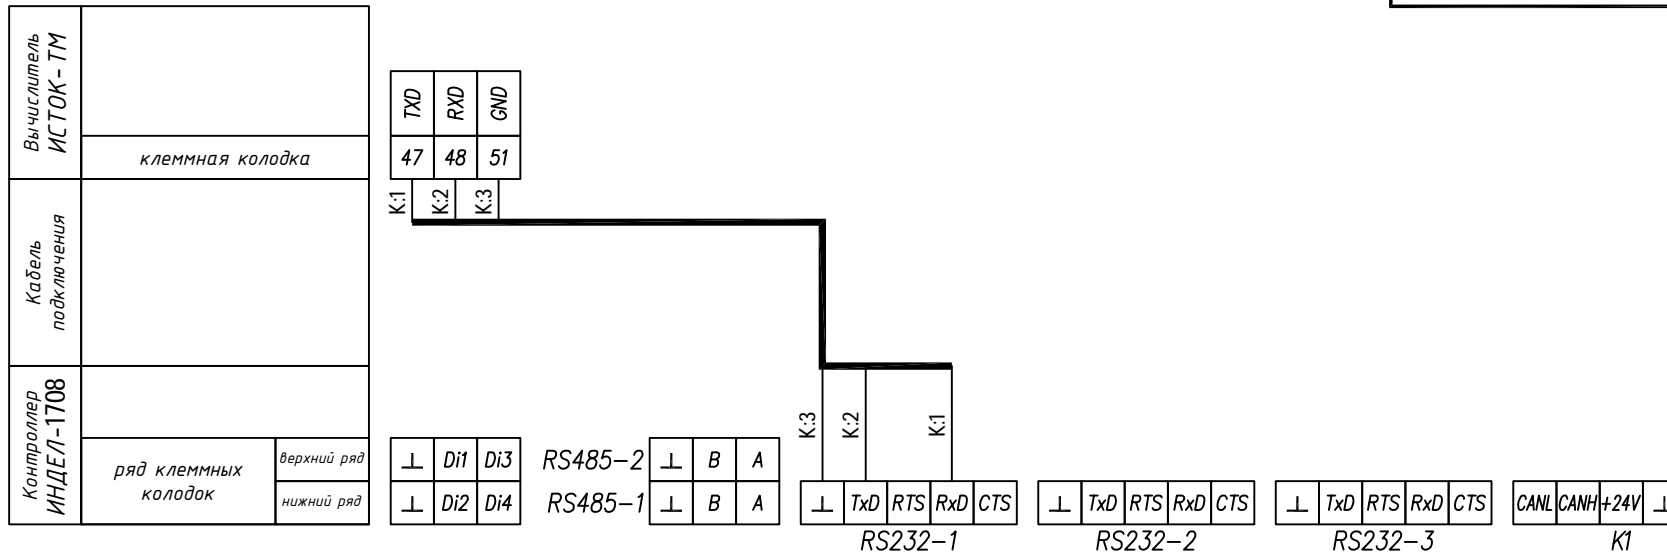 Вычислитель
ИСТОК-ТМ
клеммная колодка
TXD RXD GND
47 48 51
К:1 К:2 К:3
Кабель
подключения
Контроллер
ИНДЕЛ-1708
ряд клеммных
колодок
верхний ряд
нижний ряд
К:3 К:2 К:1
⊥ Di1 Di3
⊥ Di2 Di4
RS485-2 ⊥ B A
RS485-1 ⊥ B A
⊥ TxD RTS RxD CTS
RS232-1
⊥ TxD RTS RxD CTS
RS232-2
⊥ TxD RTS RxD CTS
RS232-3
CANL CANH +24V ⊥
K1